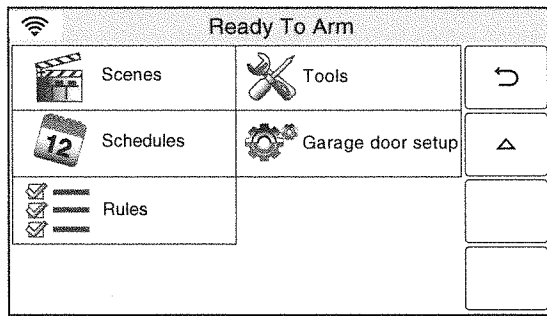 Ready To Arm
Scenes
Tools
12
Schedules
Garage door setup
Rules